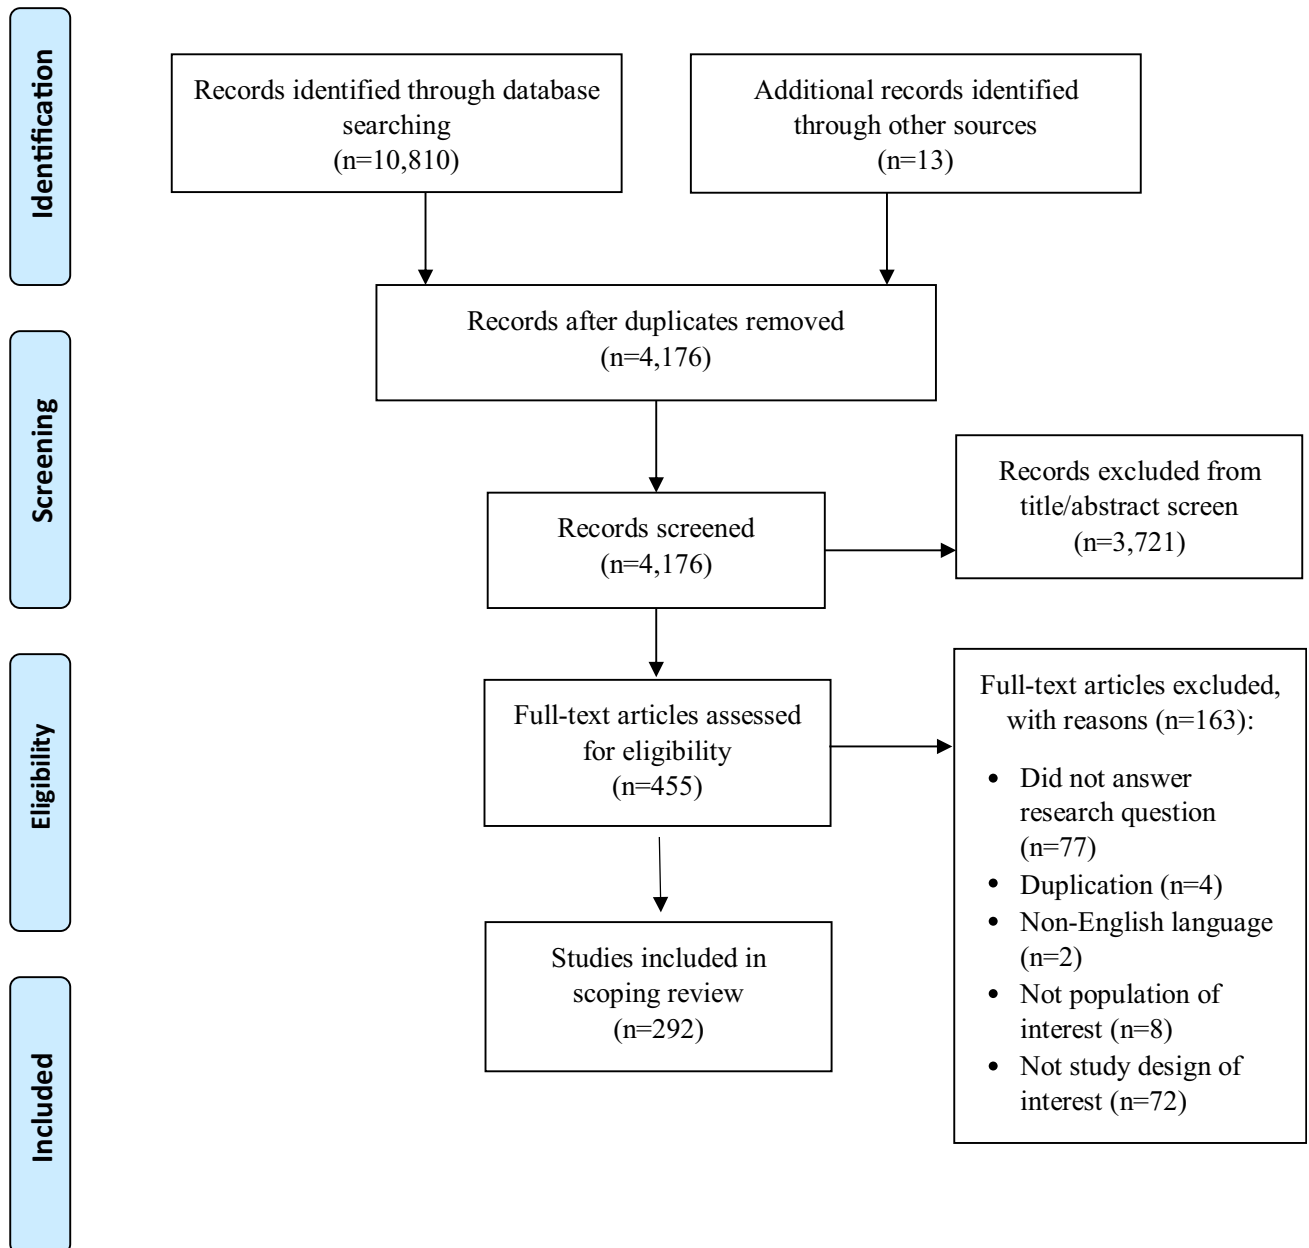 Identification
Records identified through database
searching
(n=10,810)
Additional records identified
through other sources
(n=13)
Records after duplicates removed
(n=4,176)
Screening
Records screened
(n=4,176)
Records excluded from
title/abstract screen
(n=3,721)
Eligibility
Full-text articles assessed
for eligibility
(n=455)
Full-text articles excluded,
with reasons (n=163):
• Did not answer
research question
(n=77)
• Duplication (n=4)
• Non-English language
(n=2)
• Not population of
interest (n=8)
• Not study design of
interest (n=72)
Included
Studies included in
scoping review
(n=292)